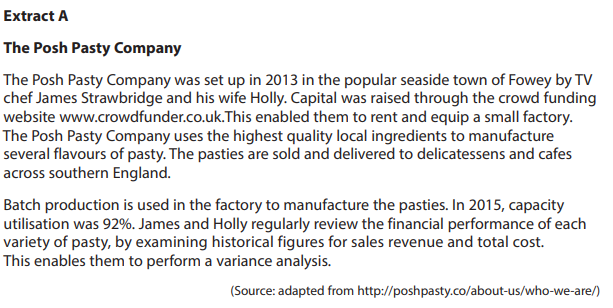 Extract A
The Posh Pasty Company
The Posh Pasty Company was set up in 2013 in the popular seaside town of Fowey by TV
chef James Strawbridge and his wife Holly. Capital was raised through the crowd funding
website www.crowdfunder.co.uk.This enabled them to rent and equip a small factory.
The Posh Pasty Company uses the highest quality local ingredients to manufacture
several flavours of pasty. The pasties are sold and delivered to delicatessens and cafes
across southern England.
Batch production is used in the factory to manufacture the pasties. In 2015, capacity
utilisation was 92%. James and Holly regularly review the financial performance of each
variety of pasty, by examining historical figures for sales revenue and total cost.
This enables them to perform a variance analysis.
(Source: adapted from http://poshpasty.co/about-us/who-we-are/)